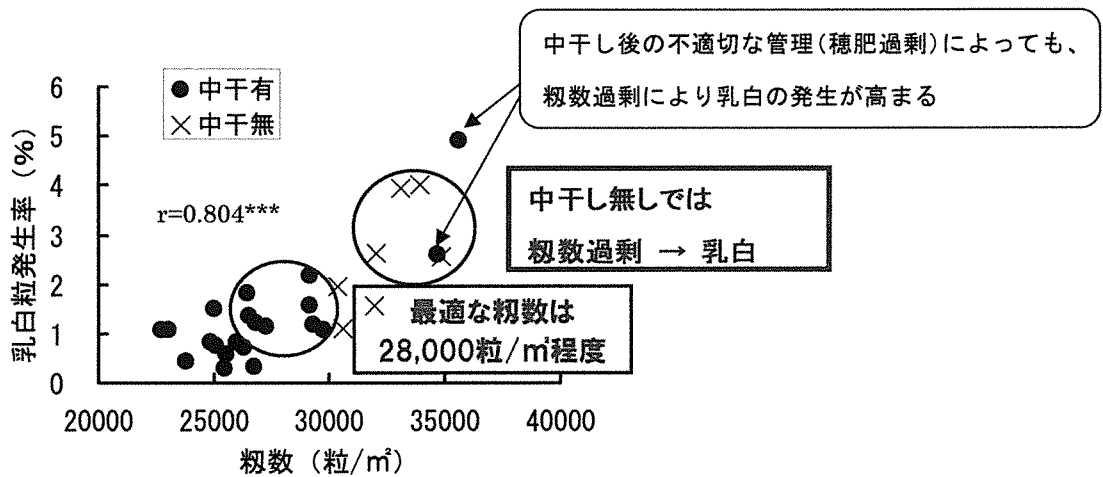 中干し後の不適切な管理（穂肥過剰）によっても、
籾数過剰により乳白の発生が高まる
6
5
4
3
2
1
0
乳白粒発生率（%）
●中干有
×中干無
r=0.804***
中干し無しでは
籾数過剰 → 乳白
最適な籾数は
28,000粒/㎡程度
20000 25000 30000 35000 40000
籾数（粒/㎡）